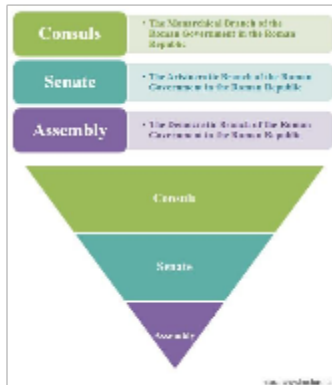 Consuls
• The Monarchical Branch of the
Roman Government in the Roman
Republic
Senate
• The Aristocratic Branch of the Roman
Government in the Roman Republic
Assembly
• The Democratic Branch of the Roman
Government in the Roman Republic
Consuls
Senate
Assembly